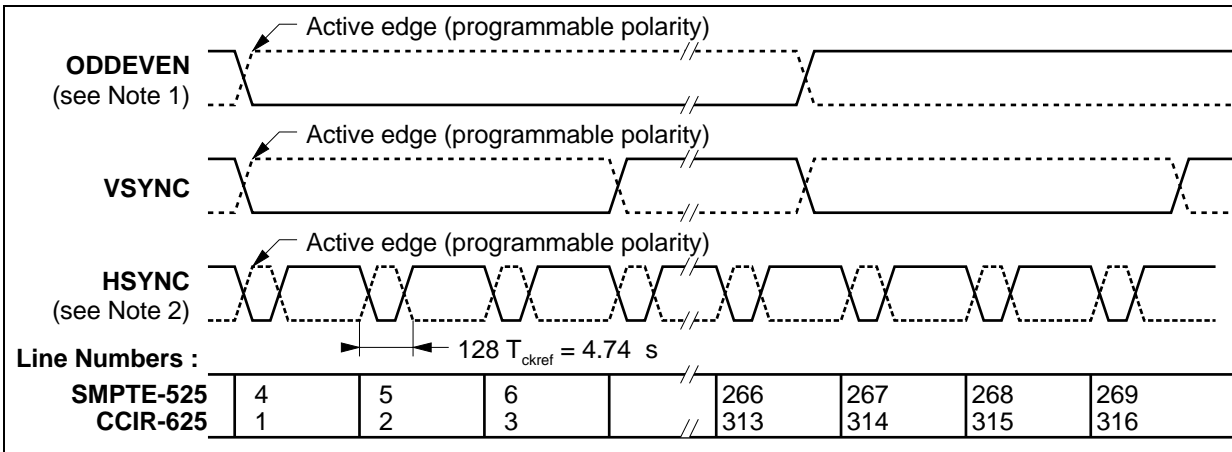 Active edge (programmable polarity)
ODDEVEN
(see Note 1)
Active edge (programmable polarity)
VSYNC
Active edge (programmable polarity)
HSYNC
(see Note 2)
128 Tckref = 4.74 s
Line Numbers :
SMPTE-525 4 5 6 266 267 268 269
CCIR-625 1 2 3 313 314 315 316